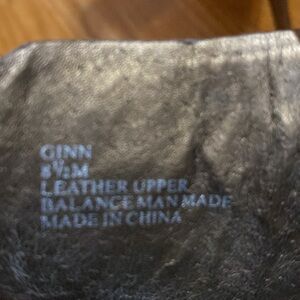 GINN
8½M
LEATHER UPPER
BALANCE MAN MADE
MADE IN CHINA